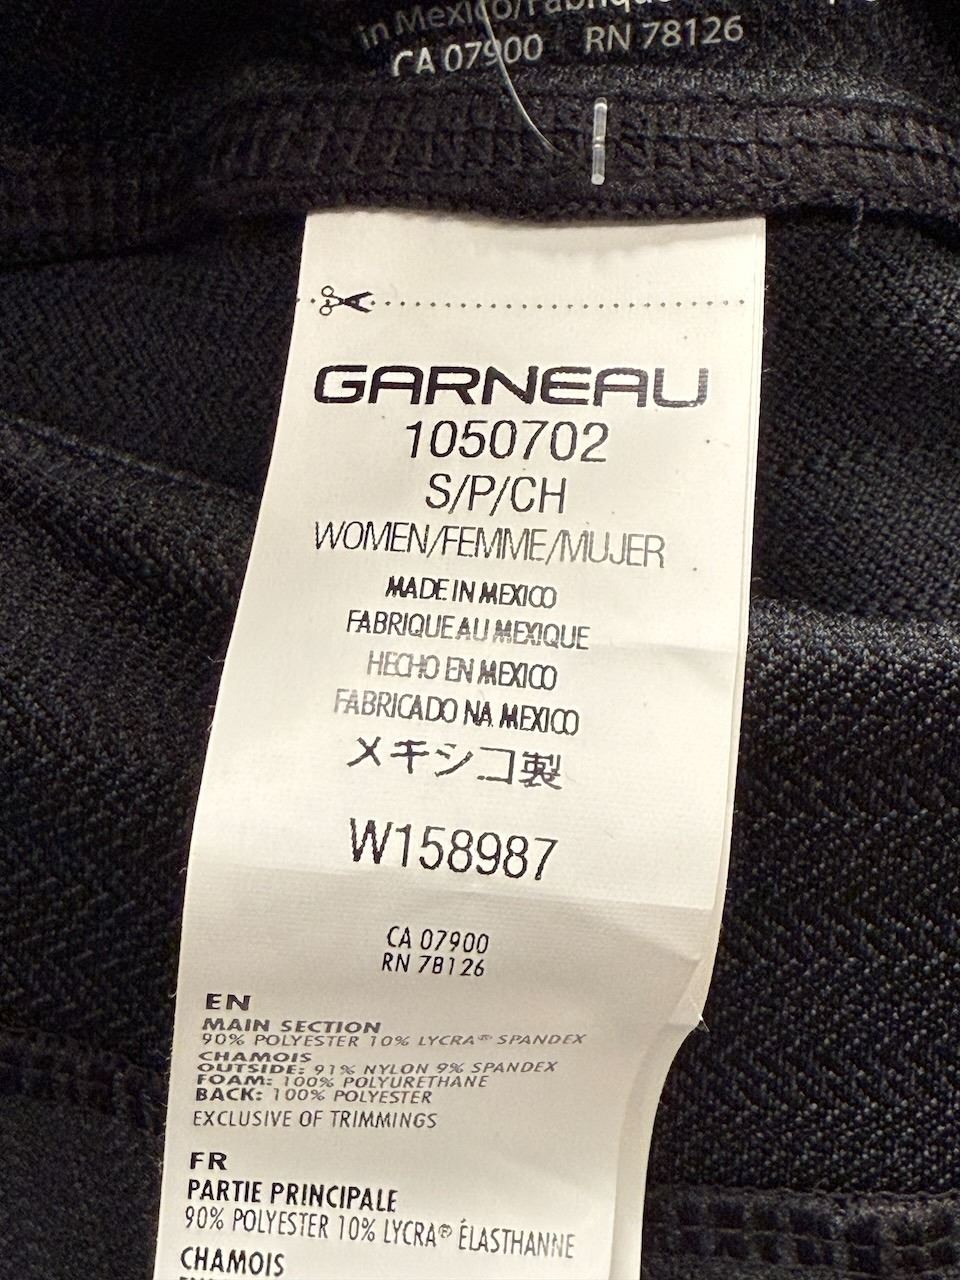 in Mexico/Fabriqué
CA 07900 RN 78126
GARNEAU
1050702
S/P/CH
WOMEN/FEMME/MUJER
MADE IN MEXICO
FABRIQUE AU MEXIQUE
HECHO EN MEXICO
FABRICADO NA MEXICO
メキシコ製
W158987
CA 07900
RN 78126
EN
MAIN SECTION
90% POLYESTER 10% LYCRA® SPANDEX
CHAMOIS
OUTSIDE: 91% NYLON 9% SPANDEX
FOAM: 100% POLYURETHANE
BACK: 100% POLYESTER
EXCLUSIVE OF TRIMMINGS
FR
PARTIE PRINCIPALE
90% POLYESTER 10% LYCRA® ÉLASTHANNE
CHAMOIS